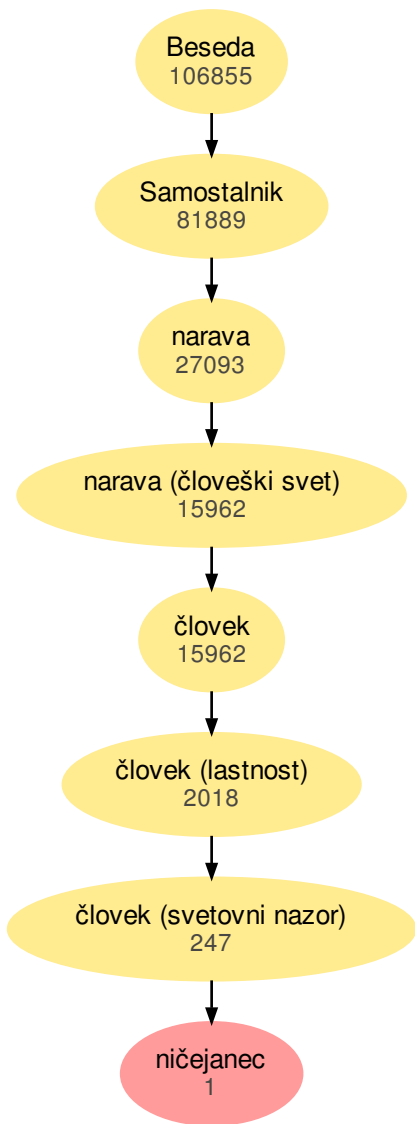 Beseda
106855
Samostalnik
81889
narava
27093
narava (človeški svet)
15962
človek
15962
človek (lastnost)
2018
človek (svetovni nazor)
247
ničejanec
1